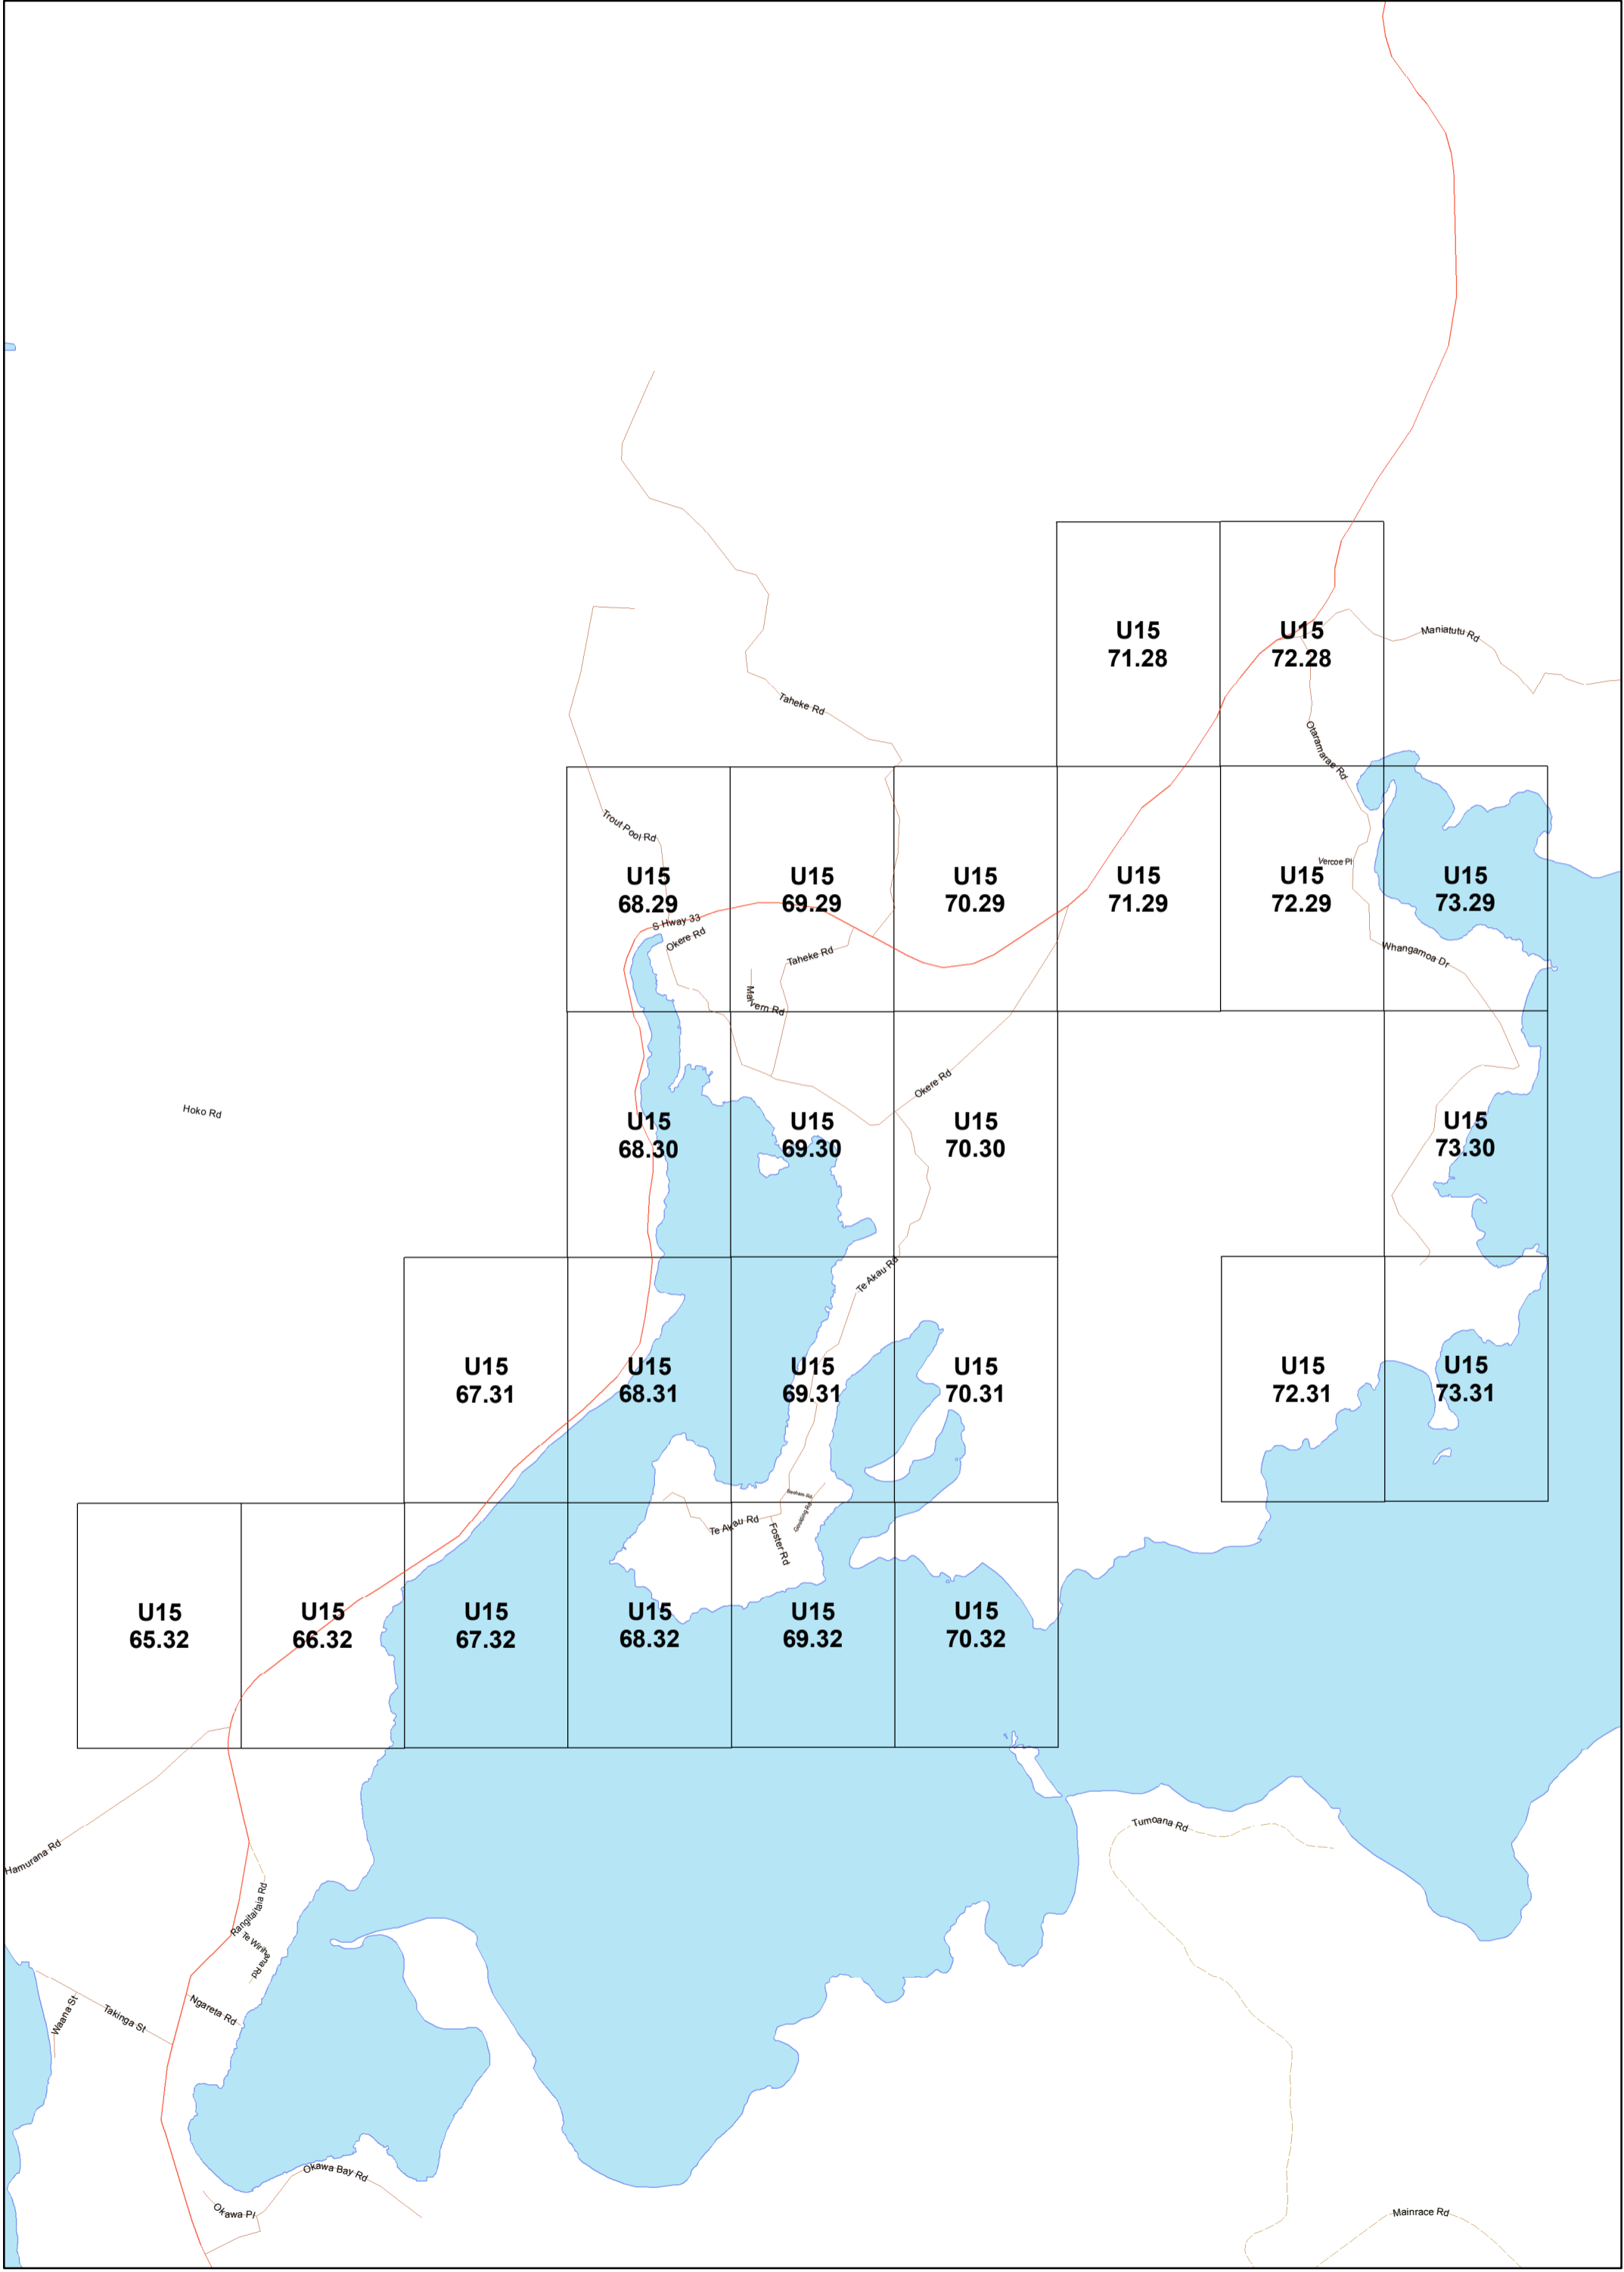 U15
71.28
U15
72.28
Maniatutu Rd
Taheke Rd
Otaramarae Rd
Trout Pool Rd
Vercoe Pl
U15
68.29
U15
69.29
U15
70.29
U15
71.29
U15
72.29
U15
73.29
S Hway 33
Okere Rd
Taheke Rd
Whangamoa Dr
Malvern Rd
Okere Rd
Hoko Rd
U15
68.30
U15
69.30
U15
70.30
U15
73.30
Te Akau Rd
U15
67.31
U15
68.31
U15
69.31
U15
70.31
U15
72.31
U15
73.31
Te Akau Rd
Foster Rd
U15
65.32
U15
66.32
U15
67.32
U15
68.32
U15
69.32
U15
70.32
Hamurana Rd
Tumoana Rd
Rangitaitaia Rd
Te Wirihana Rd
Ngareta Rd
Waana St
Takinga St
Okawa Bay Rd
Okawa Pl
Mainrace Rd